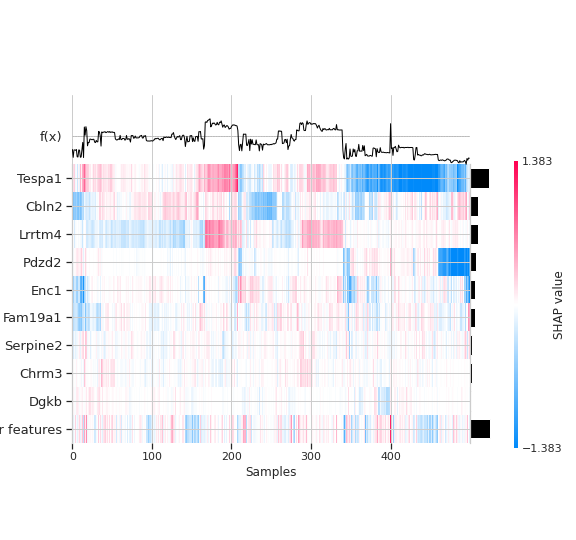 f(x)
1.383
Tespa1
Cbln2
Lrrtm4
Pdzd2
Enc1
Fam19a1
Serpine2
Chrm3
Dgkb
r features
SHAP value
−1.383
0
100
200
300
400
Samples